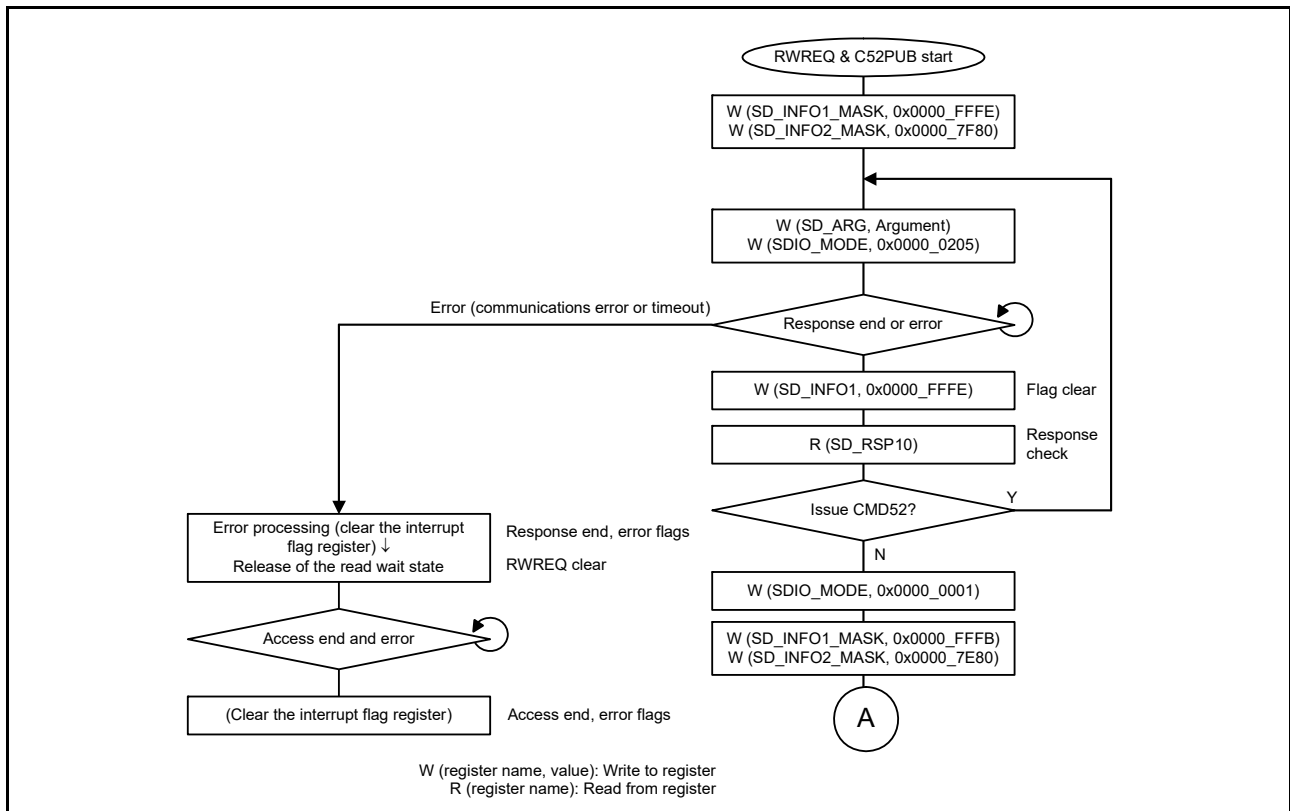 RWREQ & C52PUB start
W (SD_INFO1_MASK, 0x0000_FFFE)
W (SD_INFO2_MASK, 0x0000_7F80)
W (SD_ARG, Argument)
W (SDIO_MODE, 0x0000_0205)
Error (communications error or timeout)
Response end or error
W (SD_INFO1, 0x0000_FFFE)
Flag clear
R (SD_RSP10)
Response
check
Issue CMD52?
Y
N
Error processing (clear the interrupt
flag register) ↓
Release of the read wait state
Response end, error flags
RWREQ clear
W (SDIO_MODE, 0x0000_0001)
Access end and error
W (SD_INFO1_MASK, 0x0000_FFFB)
W (SD_INFO2_MASK, 0x0000_7E80)
(Clear the interrupt flag register)
Access end, error flags
A
W (register name, value): Write to register
R (register name): Read from register